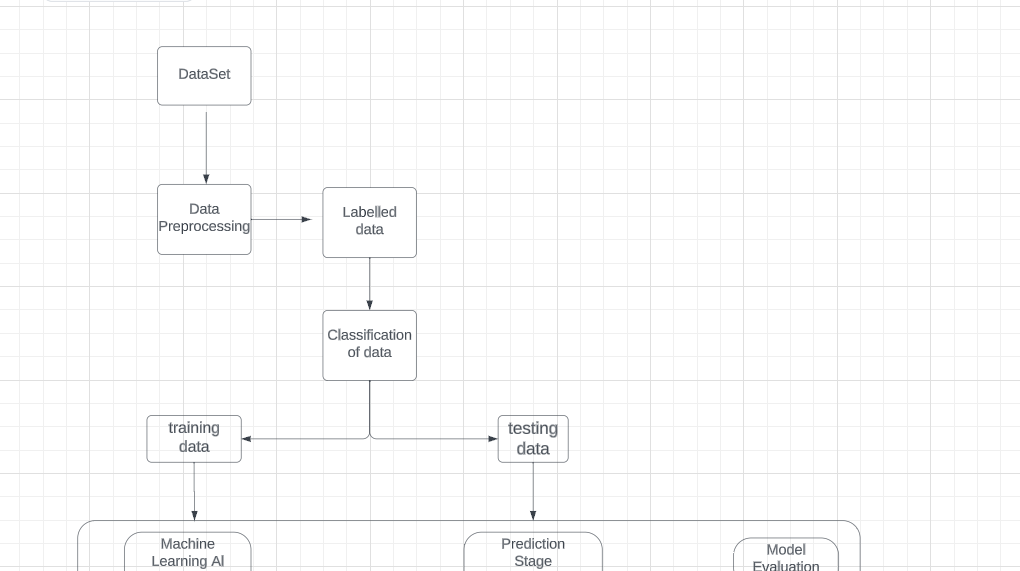 DataSet
Data
Preprocessing
Labelled
data
Classification
of data
training
data
testing
data
Machine
Learning Al
Prediction
Stage
Model
Evaluation